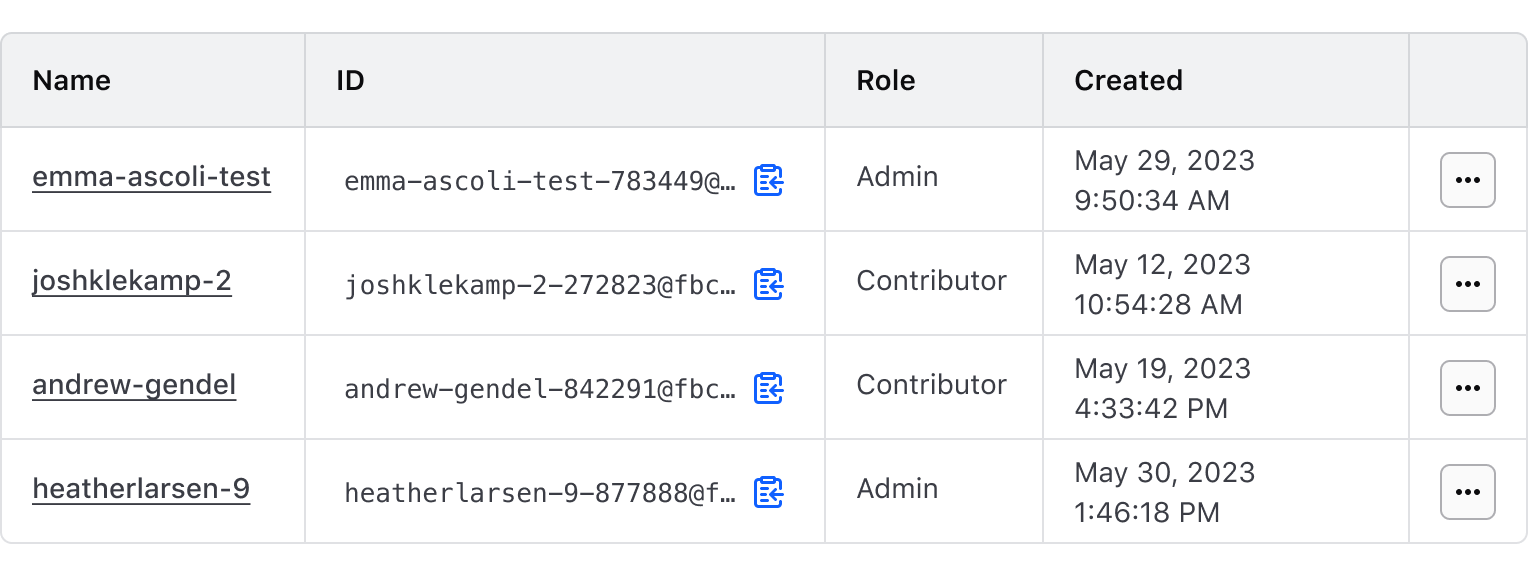 Name ID Role Created
emma-ascoli-test emma-ascoli-test-783449@… Admin May 29, 2023
9:50:34 AM
joshklekamp-2 joshklekamp-2-272823@fbc… Contributor May 12, 2023
10:54:28 AM
andrew-gendel andrew-gendel-842291@fbc… Contributor May 19, 2023
4:33:42 PM
heatherlarsen-9 heatherlarsen-9-877888@f… Admin May 30, 2023
1:46:18 PM